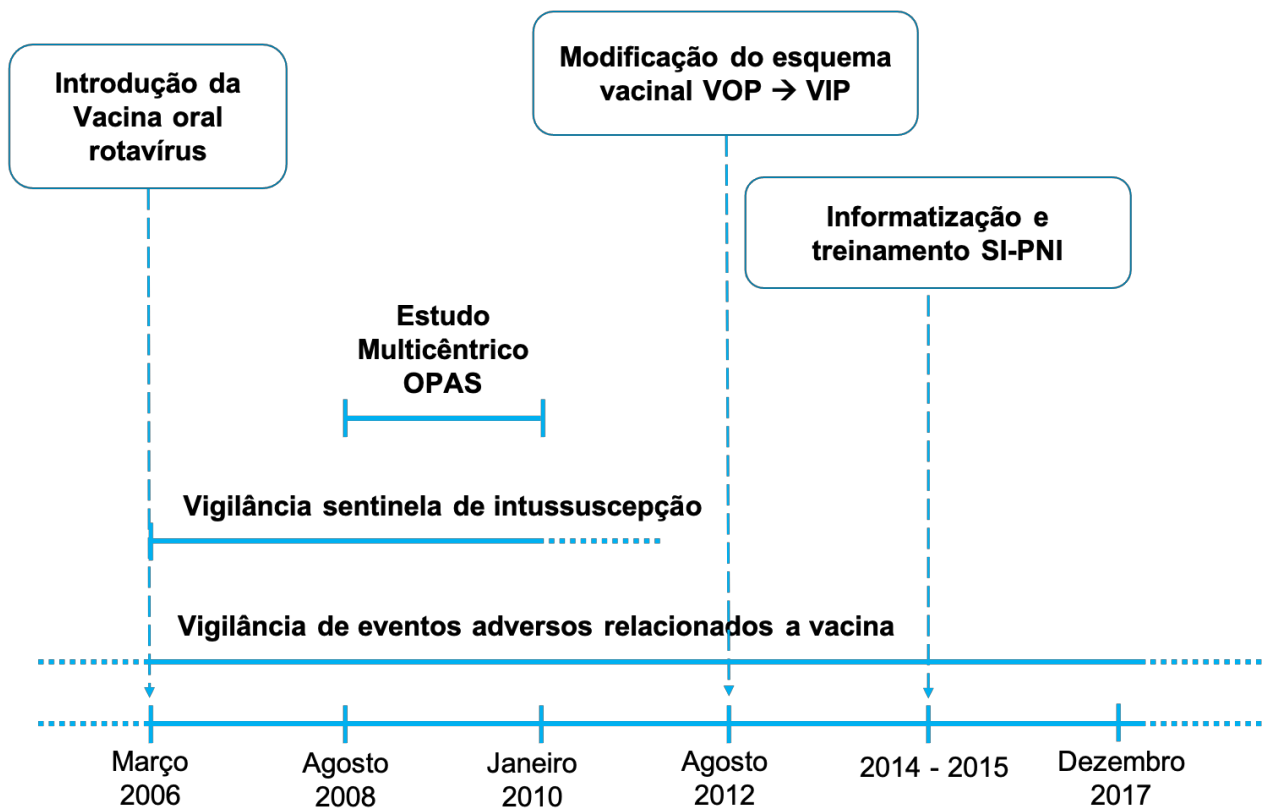 Introdução da
Vacina oral
rotavírus
Modificação do esquema
vacinal VOP → VIP
Informatização e
treinamento SI-PNI
Estudo
Multicêntrico
OPAS
Vigilância sentinela de intussuscepção
Vigilância de eventos adversos relacionados a vacina
Março
2006
Agosto
2008
Janeiro
2010
Agosto
2012
2014 - 2015
Dezembro
2017